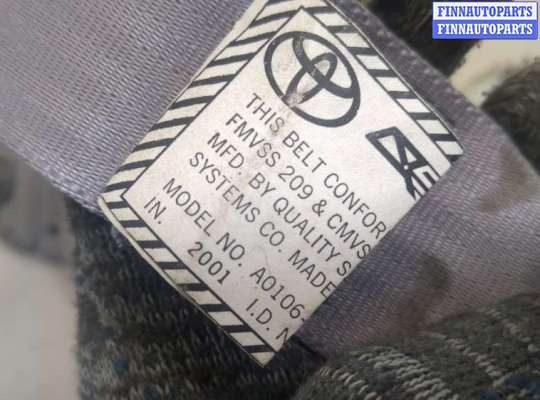 FINNAUTOPARTS
FINNAUTOPARTS
THIS BELT CONFOR
FMVSS 209 & CMVS
MFD. BY QUALITY S
SYSTEMS CO. MADE
MODEL NO. A0106-
IN. 2001 I.D. N